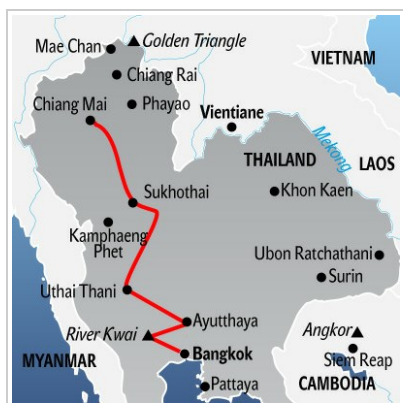 Golden Triangle
Mae Chan
VIETNAM
Chiang Rai
Chiang Mai
Phayao
Vientiane
Mekong
THAILAND
LAOS
Sukhothai
Khon Kaen
Kamphaeng
Phet
Ubon Ratchathani
Surin
Uthai Thani
Ayutthaya
River Kwai
Angkor
MYANMAR
Bangkok
Siem Reap
Pattaya
CAMBODIA